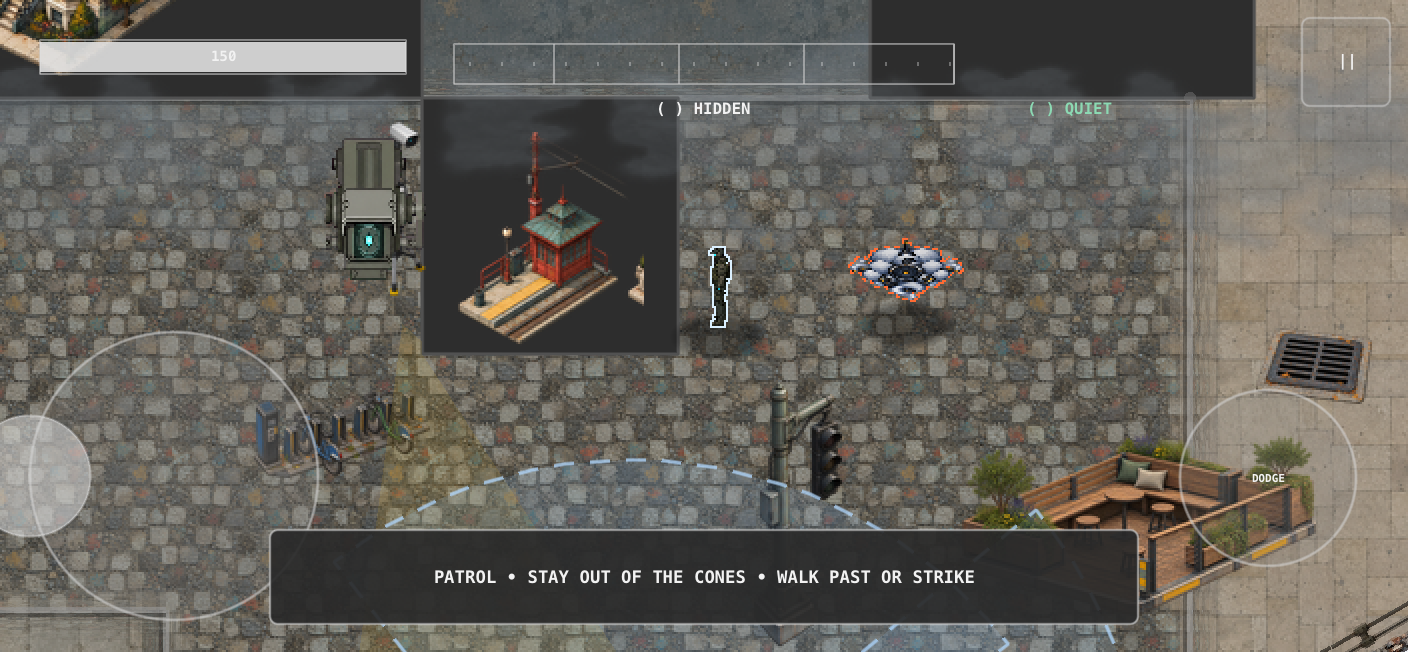 150
( ) HIDDEN
( ) QUIET
DODGE
PATROL • STAY OUT OF THE CONES • WALK PAST OR STRIKE